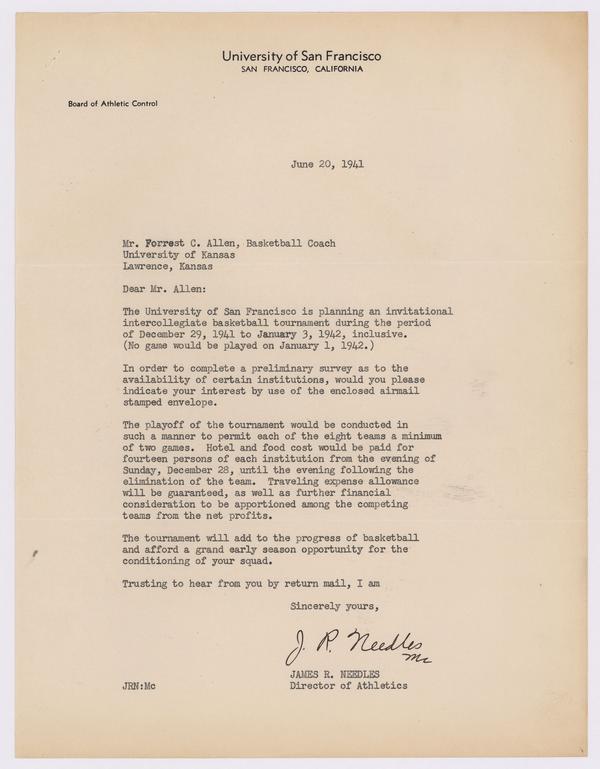 University of San Francisco
SAN FRANCISCO, CALIFORNIA
Board of Athletic Control
June 20, 1941
Mr. Forrest C. Allen, Basketball Coach
University of Kansas
Lawrence, Kansas
Dear Mr. Allen:
The University of San Francisco is planning an invitational
intercollegiate basketball tournament during the period
of December 29, 1941 to January 3, 1942, inclusive.
(No game would be played on January 1, 1942.)
In order to complete a preliminary survey as to the
availability of certain institutions, would you please
indicate your interest by use of the enclosed airmail
stamped envelope.
The playoff of the tournament would be conducted in
such a manner to permit each of the eight teams a minimum
of two games. Hotel and food cost would be paid for
fourteen persons of each institution from the evening of
Sunday, December 28, until the evening following the
elimination of the team. Traveling expense allowance
will be guaranteed, as well as further financial
consideration to be apportioned among the competing
teams from the net profits.
The tournament will add to the progress of basketball
and afford a grand early season opportunity for the
conditioning of your squad.
Trusting to hear from you by return mail, I am
Sincerely yours,
J. R. Needles
Mc
JAMES R. NEEDLES
JRN:Mc Director of Athletics